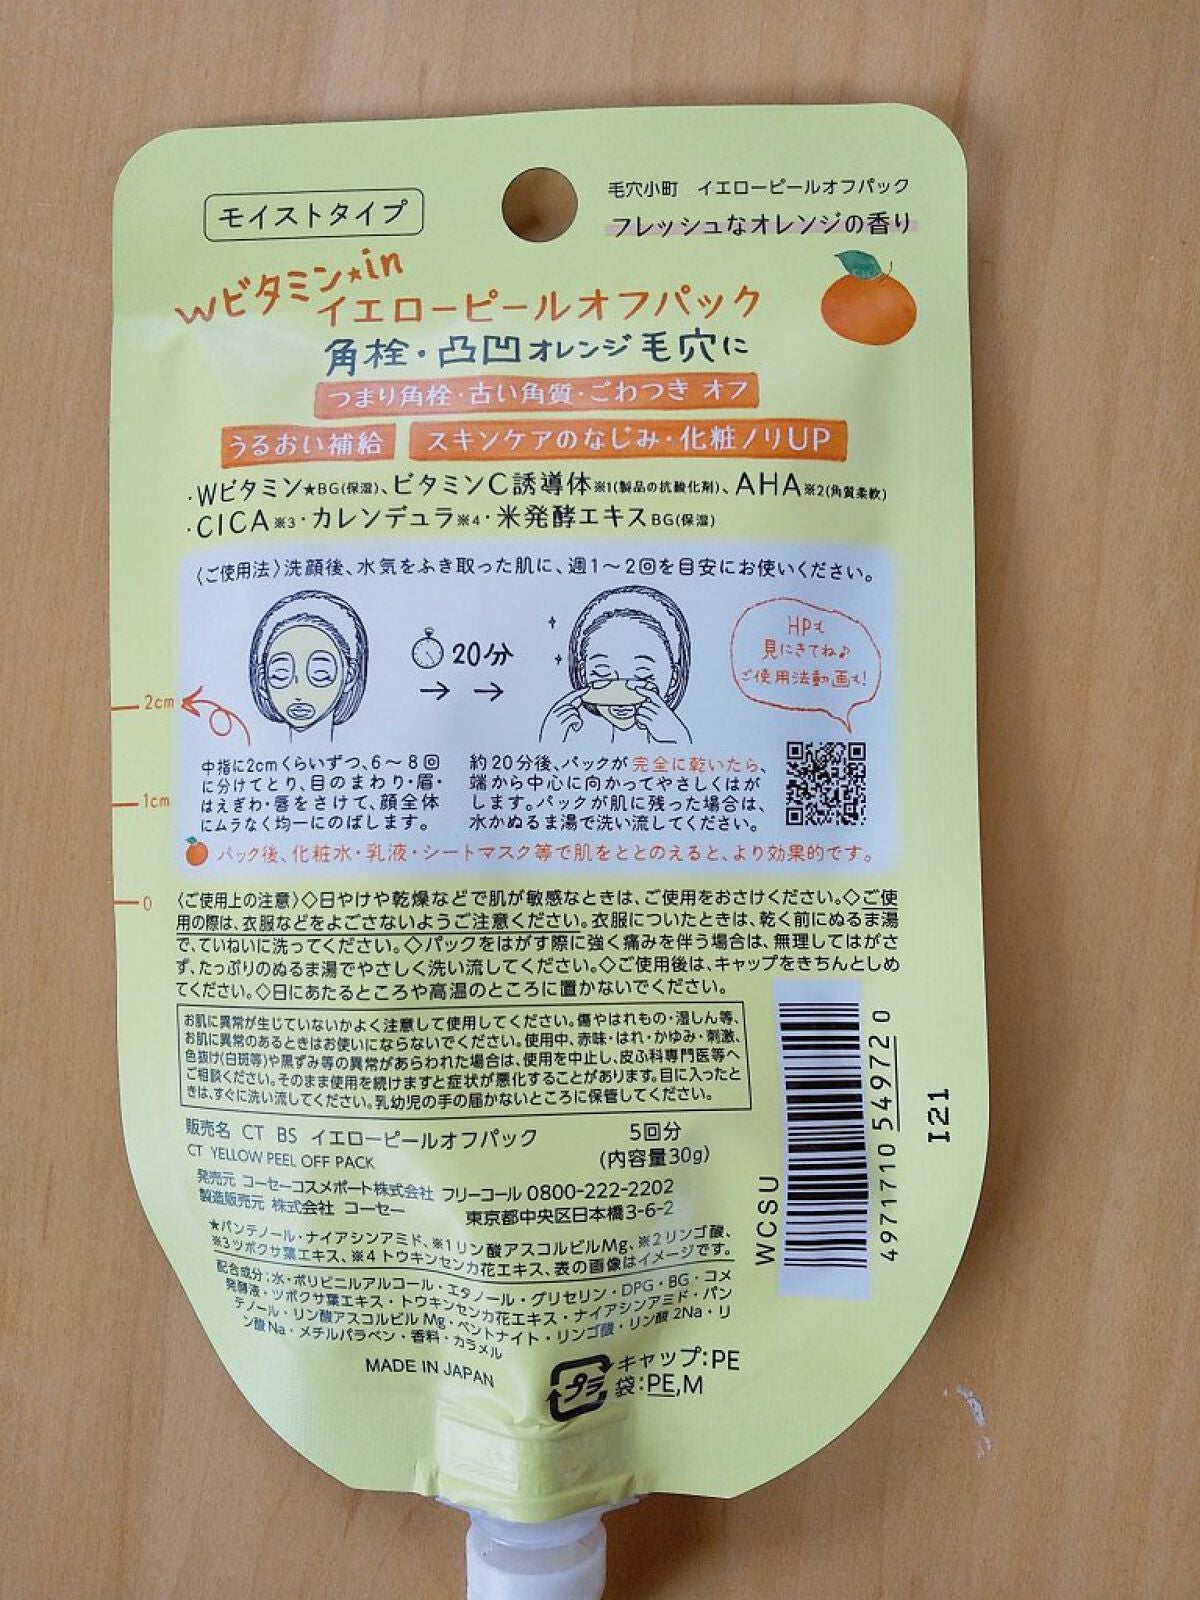 モイストタイプ
毛穴小町 イエローピールオフパック
フレッシュなオレンジの香り
Wビタミン★in
イエローピールオフパック
角栓・凸凹オレンジ毛穴に
つまり角栓・古い角質・ごわつき オフ
うるおい補給 スキンケアのなじみ・化粧ノリUP
・Wビタミン★BG(保湿)、ビタミンC誘導体※1(製品の抗酸化剤)、AHA※2(角質柔軟)
・CICA※3・カレンデュラ※4・米発酵エキスBG(保湿)
〈ご使用法〉洗顔後、水気をふき取った肌に、週1〜2回を目安にお使いください。
20分
HPも
見にきてね♪
ご使用法動画も!
2cm
1cm
0
中指に2cmくらいずつ、6〜8回
に分けてとり、目のまわり・眉・
はえぎわ・唇をさけて、顔全体
にムラなく均一にのばします。
約20分後、パックが完全に乾いたら、
端から中心に向かってやさしくはが
します。パックが肌に残った場合は、
水かぬるま湯で洗い流してください。
パック後、化粧水・乳液・シートマスク等で肌をととのえると、より効果的です。
〈ご使用上の注意〉◇日やけや乾燥などで肌が敏感なときは、ご使用をおさけください。◇ご使
用の際は、衣服などをよごさないようご注意ください。衣服についたときは、乾く前にぬるま湯
で、ていねいに洗ってください。◇パックをはがす際に強く痛みを伴う場合は、無理してはがさ
ず、たっぷりのぬるま湯でやさしく洗い流してください。◇ご使用後は、キャップをきちんとしめ
てください。◇日にあたるところや高温のところに置かないでください。
お肌に異常が生じていないかよく注意して使用してください。傷やはれもの・湿しん等、
お肌に異常のあるときはお使いにならないでください。使用中、赤味・はれ・かゆみ・刺激、
色抜け(白斑等)や黒ずみ等の異常があらわれた場合は、使用を中止し、皮ふ科専門医等へ
ご相談ください。そのまま使用を続けますと症状が悪化することがあります。目に入ったと
きは、すぐに洗い流してください。乳幼児の手の届かないところに保管してください。
販売名 CT BS イエローピールオフパック
CT YELLOW PEEL OFF PACK
5回分
(内容量30g)
発売元 コーセーコスメポート株式会社 フリーコール 0800-222-2202
製造販売元 株式会社 コーセー 東京都中央区日本橋3-6-2
★パンテノール・ナイアシンアミド、※1リン酸アスコルビルMg、※2リンゴ酸、
※3ツボクサ葉エキス、※4トウキンセンカ花エキス、表の画像はイメージです。
配合成分:水・ポリビニルアルコール・エタノール・グリセリン・DPG・BG・コメ
発酵液・ツボクサ葉エキス・トウキンセンカ花エキス・ナイアシンアミド・パン
テノール・リン酸アスコルビルMg・ベントナイト・リンゴ酸・リン酸2Na・リ
ン酸Na・メチルパラベン・香料・カラメル
MADE IN JAPAN
プラ
キャップ:PE
袋:PE,M
WCSU
4971710 549720
I21